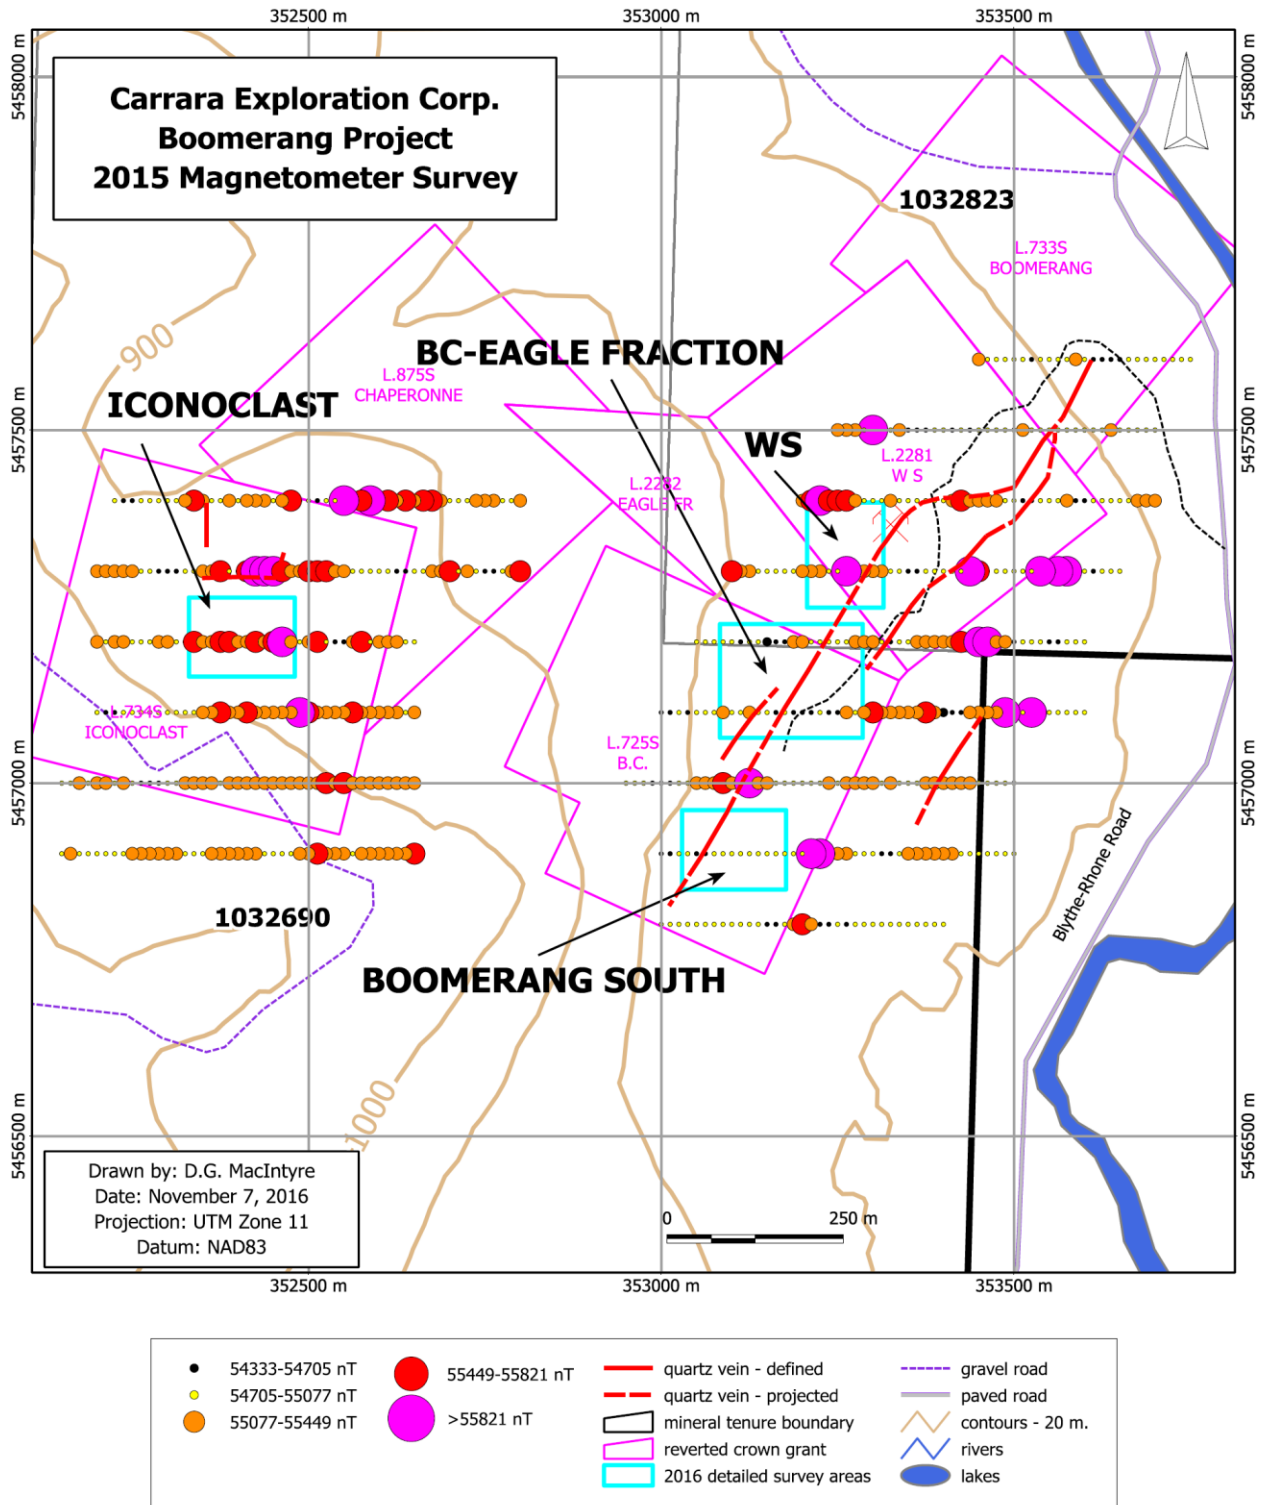 352500 m
353000 m
353500 m
5458000 m
5458000 m
Carrara Exploration Corp.
Boomerang Project
2015 Magnetometer Survey
1032823
L.733S
BOOMERANG
900
BC-EAGLE FRACTION
L.875S
CHAPERONNE
ICONOCLAST
5457500 m
5457500 m
WS
L.2281
W S
L.2282
EAGLE FR
L.734S
ICONOCLAST
L.725S
B.C.
5457000 m
5457000 m
Blythe-Rhone Road
1032690
BOOMERANG SOUTH
1000
5456500 m
5456500 m
Drawn by: D.G. MacIntyre
Date: November 7, 2016
Projection: UTM Zone 11
Datum: NAD83
0
250 m
352500 m
353000 m
353500 m
54333-54705 nT
54705-55077 nT
55077-55449 nT
55449-55821 nT
>55821 nT
quartz vein - defined
quartz vein - projected
mineral tenure boundary
reverted crown grant
2016 detailed survey areas
gravel road
paved road
contours - 20 m.
rivers
lakes